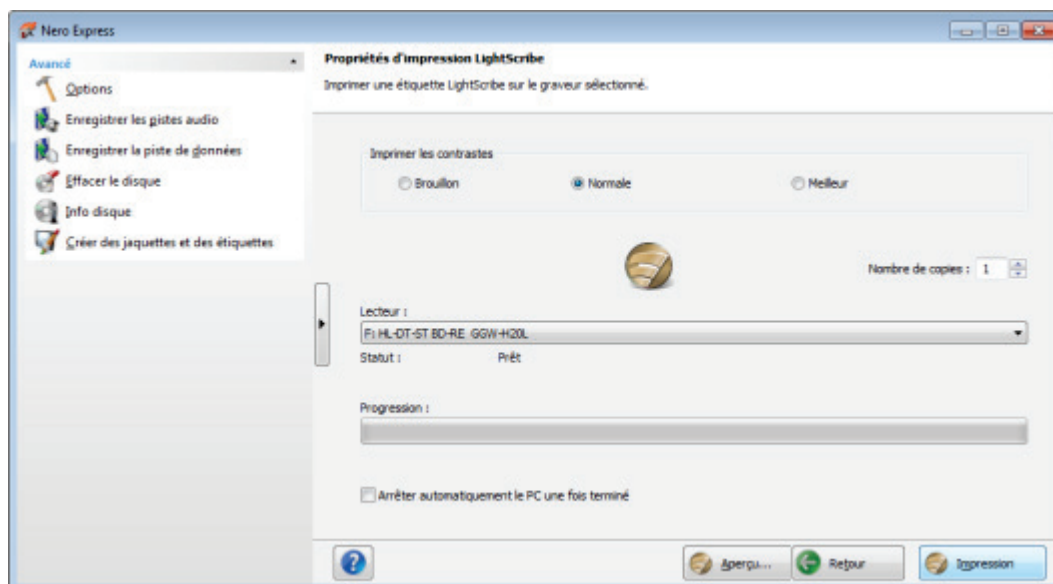 Nero Express
Avancé
Options
Enregistrer les pistes audio
Enregistrer la piste de données
Effacer le disque
Info disque
Créer des jaquettes et des étiquettes
Propriétés d'impression LightScribe
Imprimer une étiquette LightScribe sur le graveur sélectionné.
Imprimer les contrastes
Brouillon Normale Meilleur
Nombre de copies : 1
Lecteur :
F: HL-DT-ST BD-RE GGW-H20L
Statut : Prêt
Progression :
Arrêter automatiquement le PC une fois terminé
Aperçu... Retour Impression